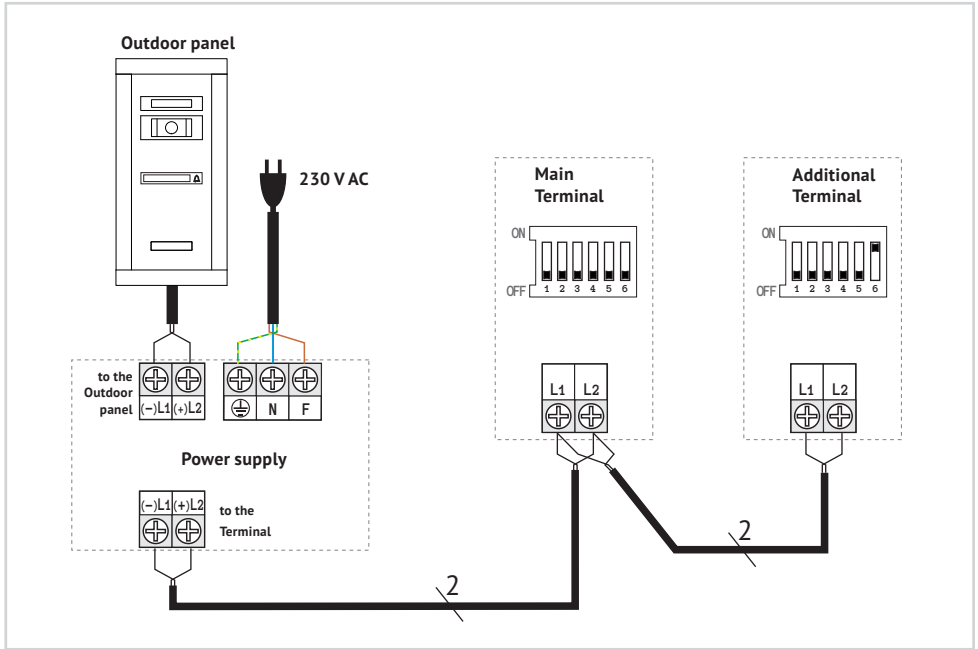 Outdoor panel
230 V AC
Main
Terminal
ON
OFF
1 2 3 4 5 6
L1 L2
Additional
Terminal
ON
OFF
1 2 3 4 5 6
L1 L2
to the
Outdoor
panel
(-)L1 (+)L2
N F
Power supply
(-)L1 (+)L2
to the
Terminal
2
2